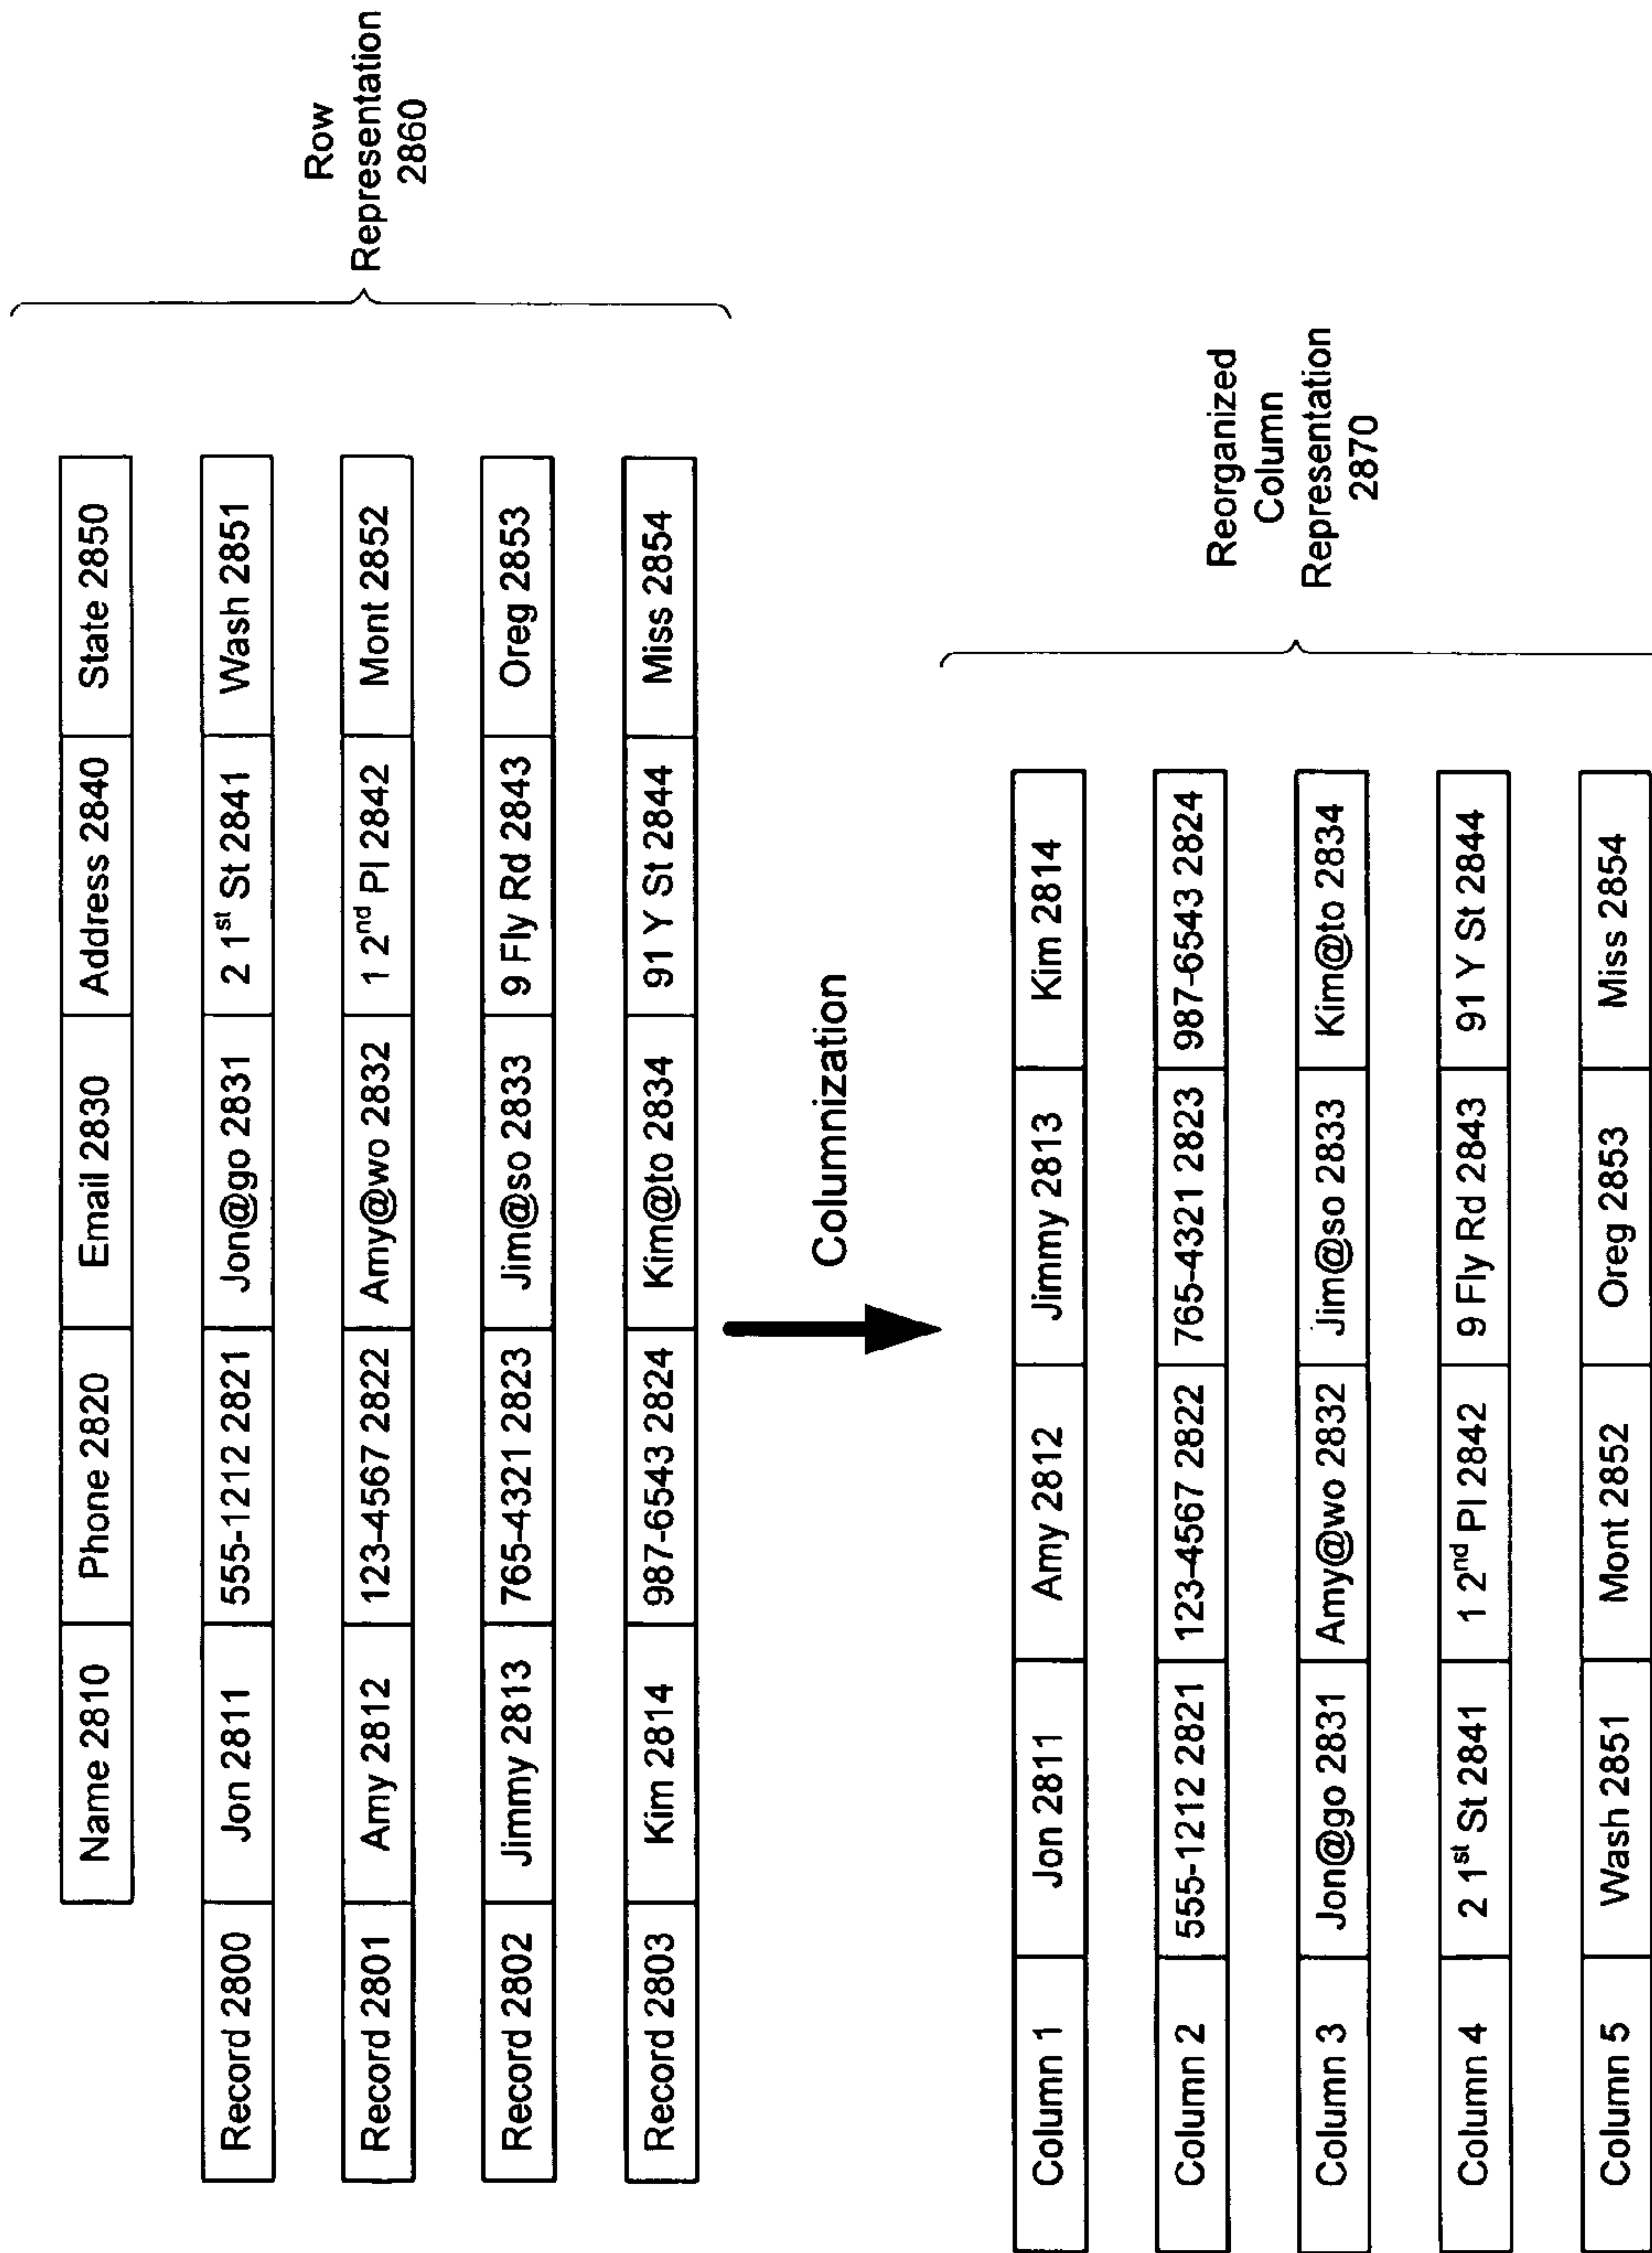 Name 2810 Phone 2820 Email 2830 Address 2840 State 2850
Record 2800 Jon 2811 555-1212 2821 Jon@go 2831 2 1st St 2841 Wash 2851
Record 2801 Amy 2812 123-4567 2822 Amy@wo 2832 1 2nd Pl 2842 Mont 2852
Record 2802 Jimmy 2813 765-4321 2823 Jim@so 2833 9 Fly Rd 2843 Oreg 2853
Record 2803 Kim 2814 987-6543 2824 Kim@to 2834 91 Y St 2844 Miss 2854
Row
Representation
2860
Columnization
Column 1 Jon 2811 Amy 2812 Jimmy 2813 Kim 2814
Column 2 555-1212 2821 123-4567 2822 765-4321 2823 987-6543 2824
Column 3 Jon@go 2831 Amy@wo 2832 Jim@so 2833 Kim@to 2834
Column 4 2 1st St 2841 1 2nd Pl 2842 9 Fly Rd 2843 91 Y St 2844
Column 5 Wash 2851 Mont 2852 Oreg 2853 Miss 2854
Reorganized
Column
Representation
2870